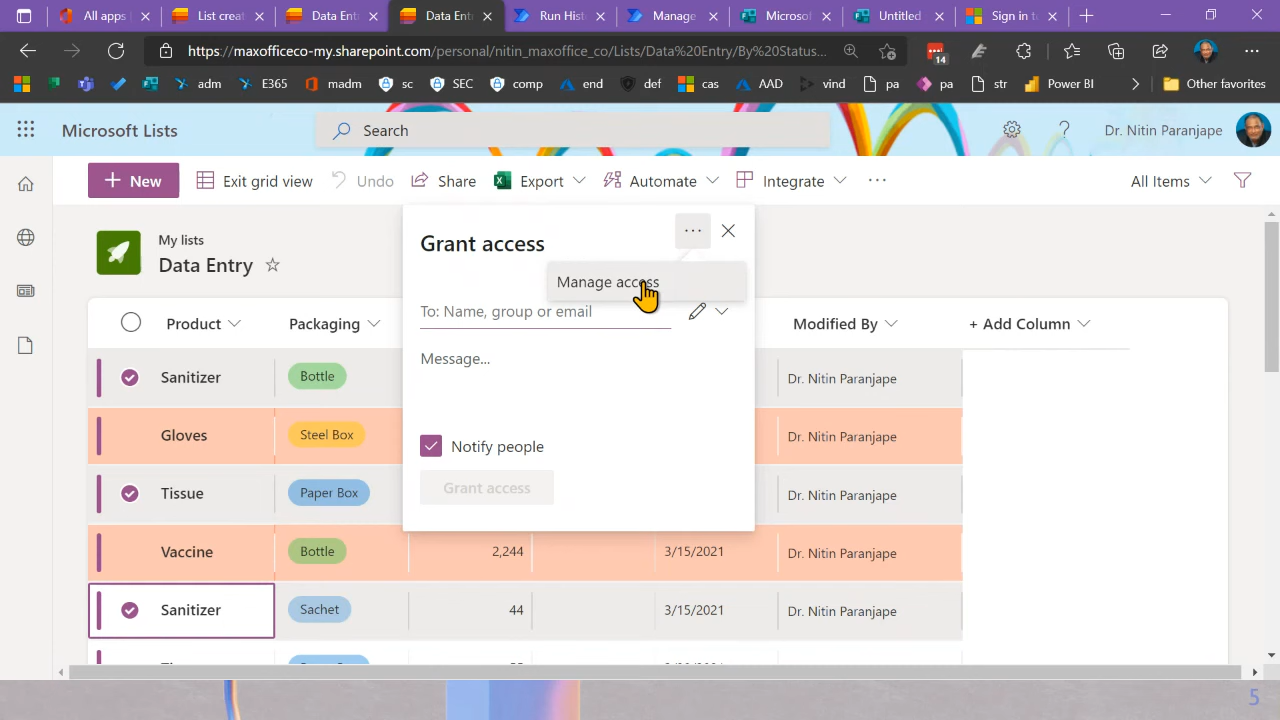 All apps
List creat
Data Entr
Data Entr
Run Histo
Manage
Microsof
Untitled
Sign in t
https://maxofficeco-my.sharepoint.com/personal/nitin_maxoffice_co/Lists/Data%20Entry/By%20Status...
14
adm
E365
madm
sc
SEC
comp
end
def
cas
AAD
vind
pa
pa
str
Power BI
Other favorites
Microsoft Lists
Search
Dr. Nitin Paranjape
New
Exit grid view
Undo
Share
Export
Automate
Integrate
All Items
My lists
Data Entry
Grant access
Manage access
To: Name, group or email
Message...
Notify people
Grant access
Product
Packaging
Modified By
+ Add Column
Sanitizer
Bottle
Dr. Nitin Paranjape
Gloves
Steel Box
Dr. Nitin Paranjape
Tissue
Paper Box
Dr. Nitin Paranjape
Vaccine
Bottle
2,244
3/15/2021
Dr. Nitin Paranjape
Sanitizer
Sachet
44
3/15/2021
Dr. Nitin Paranjape
5